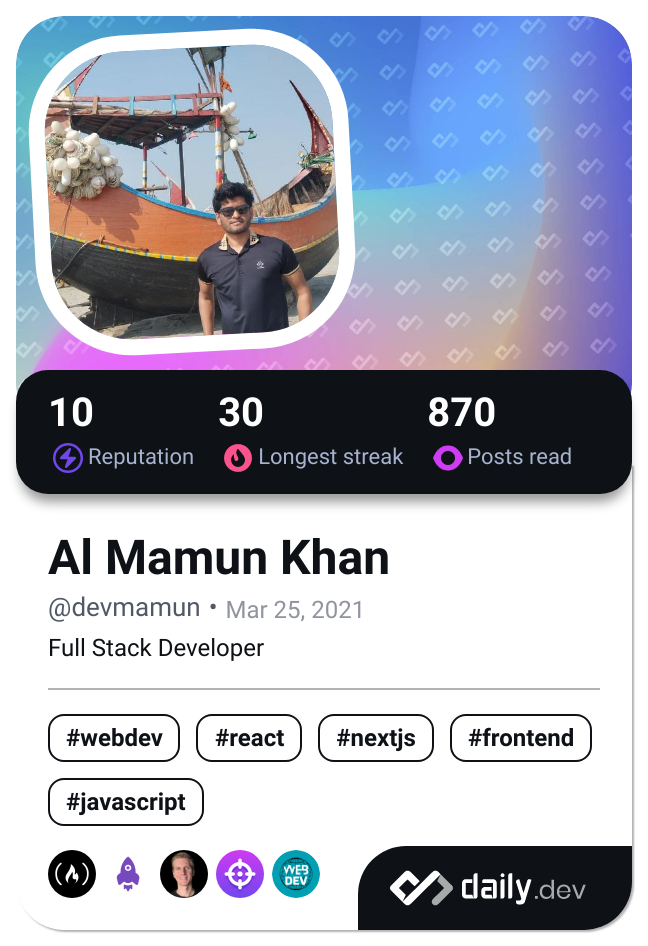 10 30 870
Reputation Longest streak Posts read
Al Mamun Khan
@devmamun • Mar 25, 2021
Full Stack Developer
#webdev #react #nextjs #frontend
#javascript
WEB
DEV
daily.dev